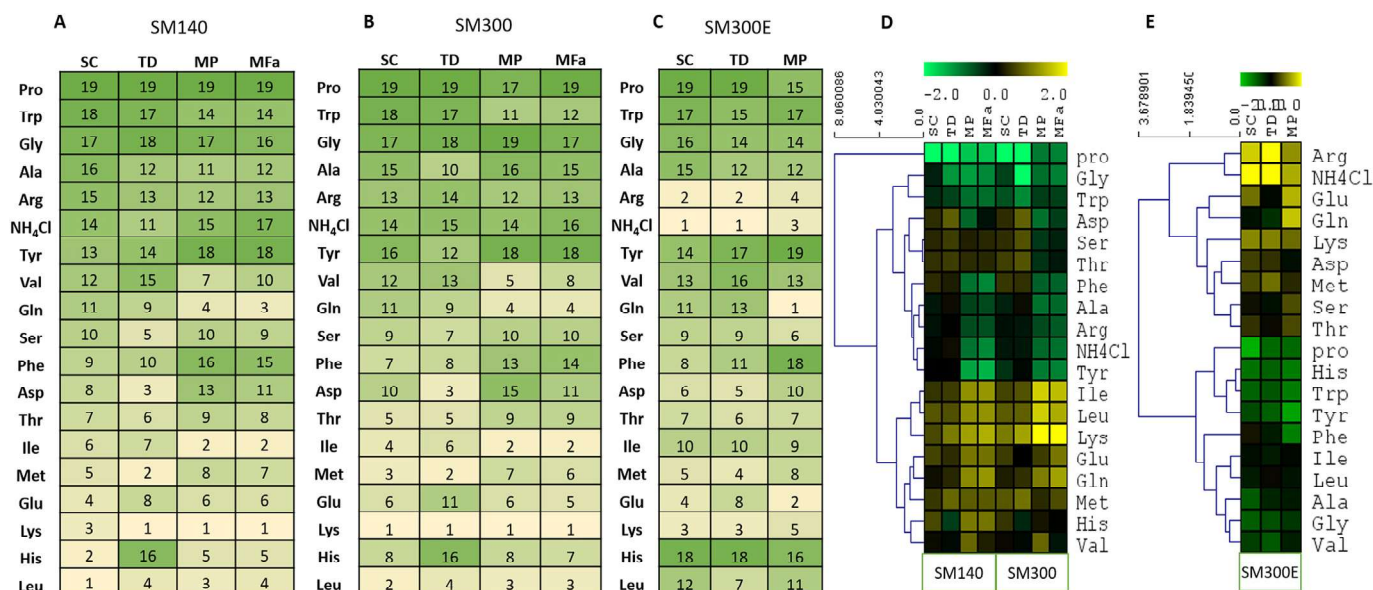 A
SM140
SC TD MP MFa
Pro 19 19 19 19
Trp 18 17 14 14
Gly 17 18 17 16
Ala 16 12 11 12
Arg 15 13 12 13
NH4Cl 14 11 15 17
Tyr 13 14 18 18
Val 12 15 7 10
Gln 11 9 4 3
Ser 10 5 10 9
Phe 9 10 16 15
Asp 8 3 13 11
Thr 7 6 9 8
Ile 6 7 2 2
Met 5 2 8 7
Glu 4 8 6 6
Lys 3 1 1 1
His 2 16 5 5
Leu 1 4 3 4
B
SM300
SC TD MP MFa
Pro 19 19 17 19
Trp 18 17 11 12
Gly 17 18 19 17
Ala 15 10 16 15
Arg 13 14 12 13
NH4Cl 14 15 14 16
Tyr 16 12 18 18
Val 12 13 5 8
Gln 11 9 4 4
Ser 9 7 10 10
Phe 7 8 13 14
Asp 10 3 15 11
Thr 5 5 9 9
Ile 4 6 2 2
Met 3 2 7 6
Glu 6 11 6 5
Lys 1 1 1 1
His 8 16 8 7
Leu 2 4 3 3
C
SM300E
SC TD MP
Pro 19 19 15
Trp 17 15 17
Gly 16 14 14
Ala 15 12 12
Arg 2 2 4
NH4Cl 1 1 3
Tyr 14 17 19
Val 13 16 13
Gln 11 13 1
Ser 9 9 6
Phe 8 11 18
Asp 6 5 10
Thr 7 6 7
Ile 10 10 9
Met 5 4 8
Glu 4 8 2
Lys 3 3 5
His 18 18 16
Leu 12 7 11
D
-2.0 0.0 2.0
8.060086 4.030043 0.0
SC TD MP MFa SC TD MP MFa
pro
Gly
Trp
Asp
Ser
Thr
Phe
Ala
Arg
NH4Cl
Tyr
Ile
Leu
Lys
Glu
Gln
Met
His
Val
SM140 SM300
E
3.678901 1.839450 0.0
SC TD MP
Arg
NH4Cl
Glu
Gln
Lys
Asp
Met
Ser
Thr
pro
His
Trp
Tyr
Phe
Ile
Leu
Ala
Gly
Val
SM300E